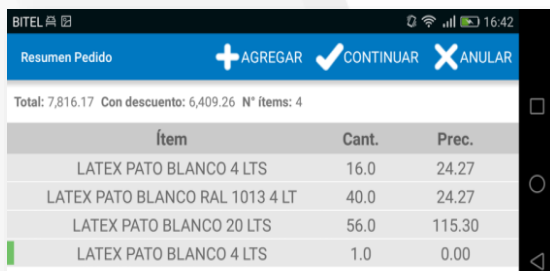 BITEL 16:42
Resumen Pedido AGREGAR CONTINUAR ANULAR
Total: 7,816.17 Con descuento: 6,409.26 N° ítems: 4
Ítem Cant. Prec.
LATEX PATO BLANCO 4 LTS 16.0 24.27
LATEX PATO BLANCO RAL 1013 4 LT 40.0 24.27
LATEX PATO BLANCO 20 LTS 56.0 115.30
LATEX PATO BLANCO 4 LTS 1.0 0.00